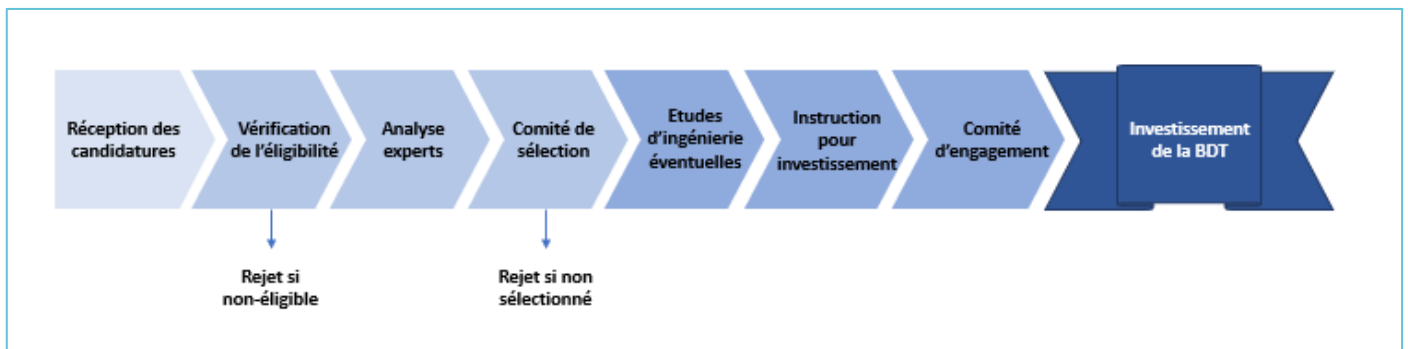 Réception des
candidatures
Vérification
de l'éligibilité
Analyse
experts
Comité de
sélection
Etudes
d'ingénierie
éventuelles
Instruction
pour
investissement
Comité
d'engagement
Investissement
de la BDT
Rejet si
non-éligible
Rejet si non
sélectionné